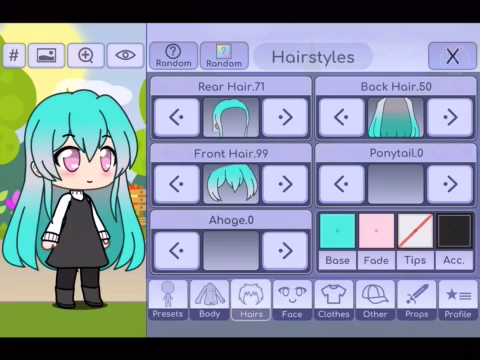 #
Random
Random
Hairstyles
X
Rear Hair.71
Back Hair.50
Front Hair.99
Ponytail.0
Ahoge.0
Base
Fade
Tips
Acc.
Presets
Body
Hairs
Face
Clothes
Other
Props
Profile